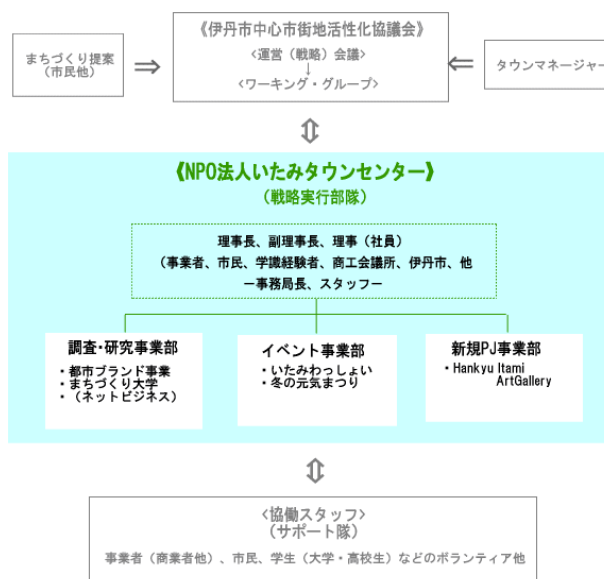 《伊丹市中心市街地活性化協議会》
<運営（戦略）会議>
↓
<ワーキング・グループ>
まちづくり提案
（市民他）
⇒
⇐
タウンマネージャー
⇕
《NPO法人いたみタウンセンター》
（戦略実行部隊）
理事長、副理事長、理事（社員）
（事業者、市民、学識経験者、商工会議所、伊丹市、他
ー事務局長、スタッフー
調査・研究事業部
・都市ブランド事業
・まちづくり大学
・（ネットビジネス）
イベント事業部
・いたみわっしょい
・冬の元気まつり
新規PJ事業部
・Hankyu Itami
ArtGallery
⇕
<協働スタッフ>
（サポート隊）
事業者（商業者他）、市民、学生（大学・高校生）などのボランティア他